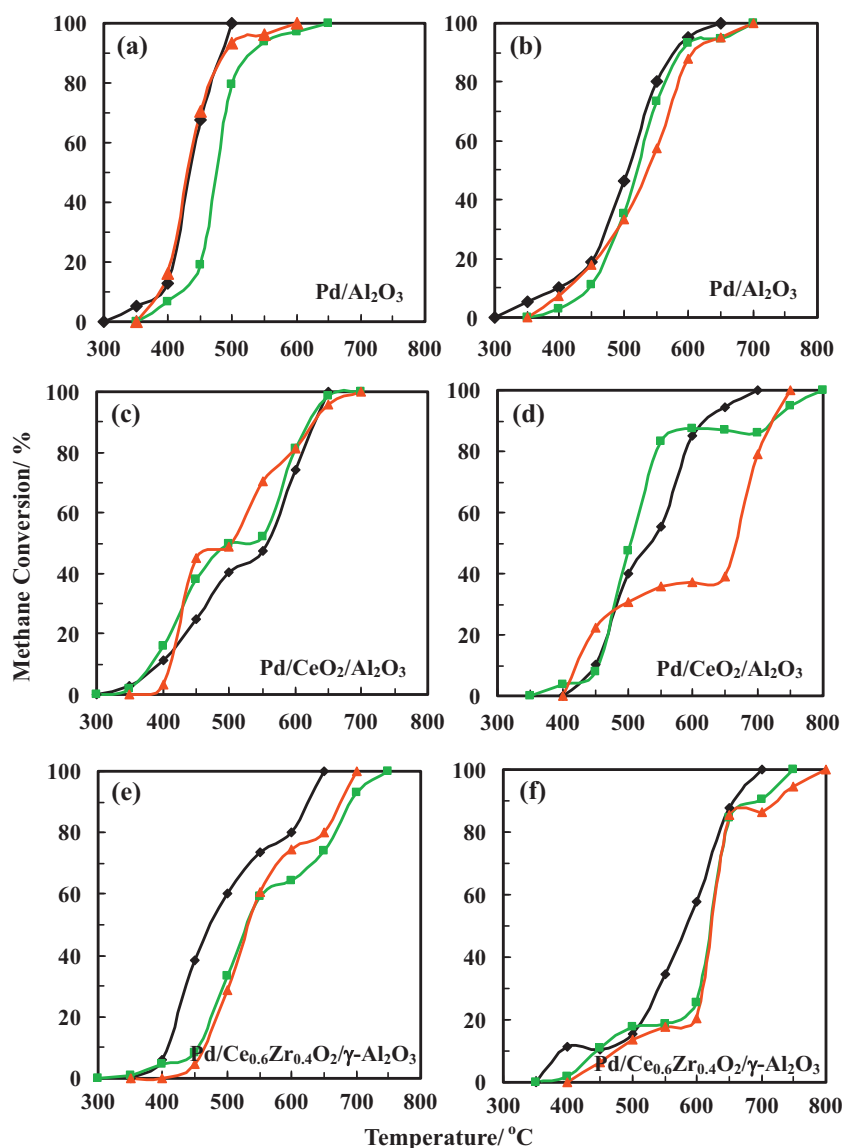 100
80
60
40
20
0
(a)
Pd/Al₂O₃
300 400 500 600 700 800
100
80
60
40
20
0
(b)
Pd/Al₂O₃
300 400 500 600 700 800
Methane Conversion/ %
100
80
60
40
20
0
(c)
Pd/CeO₂/Al₂O₃
300 400 500 600 700 800
100
80
60
40
20
0
(d)
Pd/CeO₂/Al₂O₃
300 400 500 600 700 800
100
80
60
40
20
0
(e)
Pd/Ce₀.₆Zr₀.₄O₂/γ-Al₂O₃
300 400 500 600 700 800
100
80
60
40
20
0
(f)
Pd/Ce₀.₆Zr₀.₄O₂/γ-Al₂O₃
300 400 500 600 700 800
Temperature/ °C